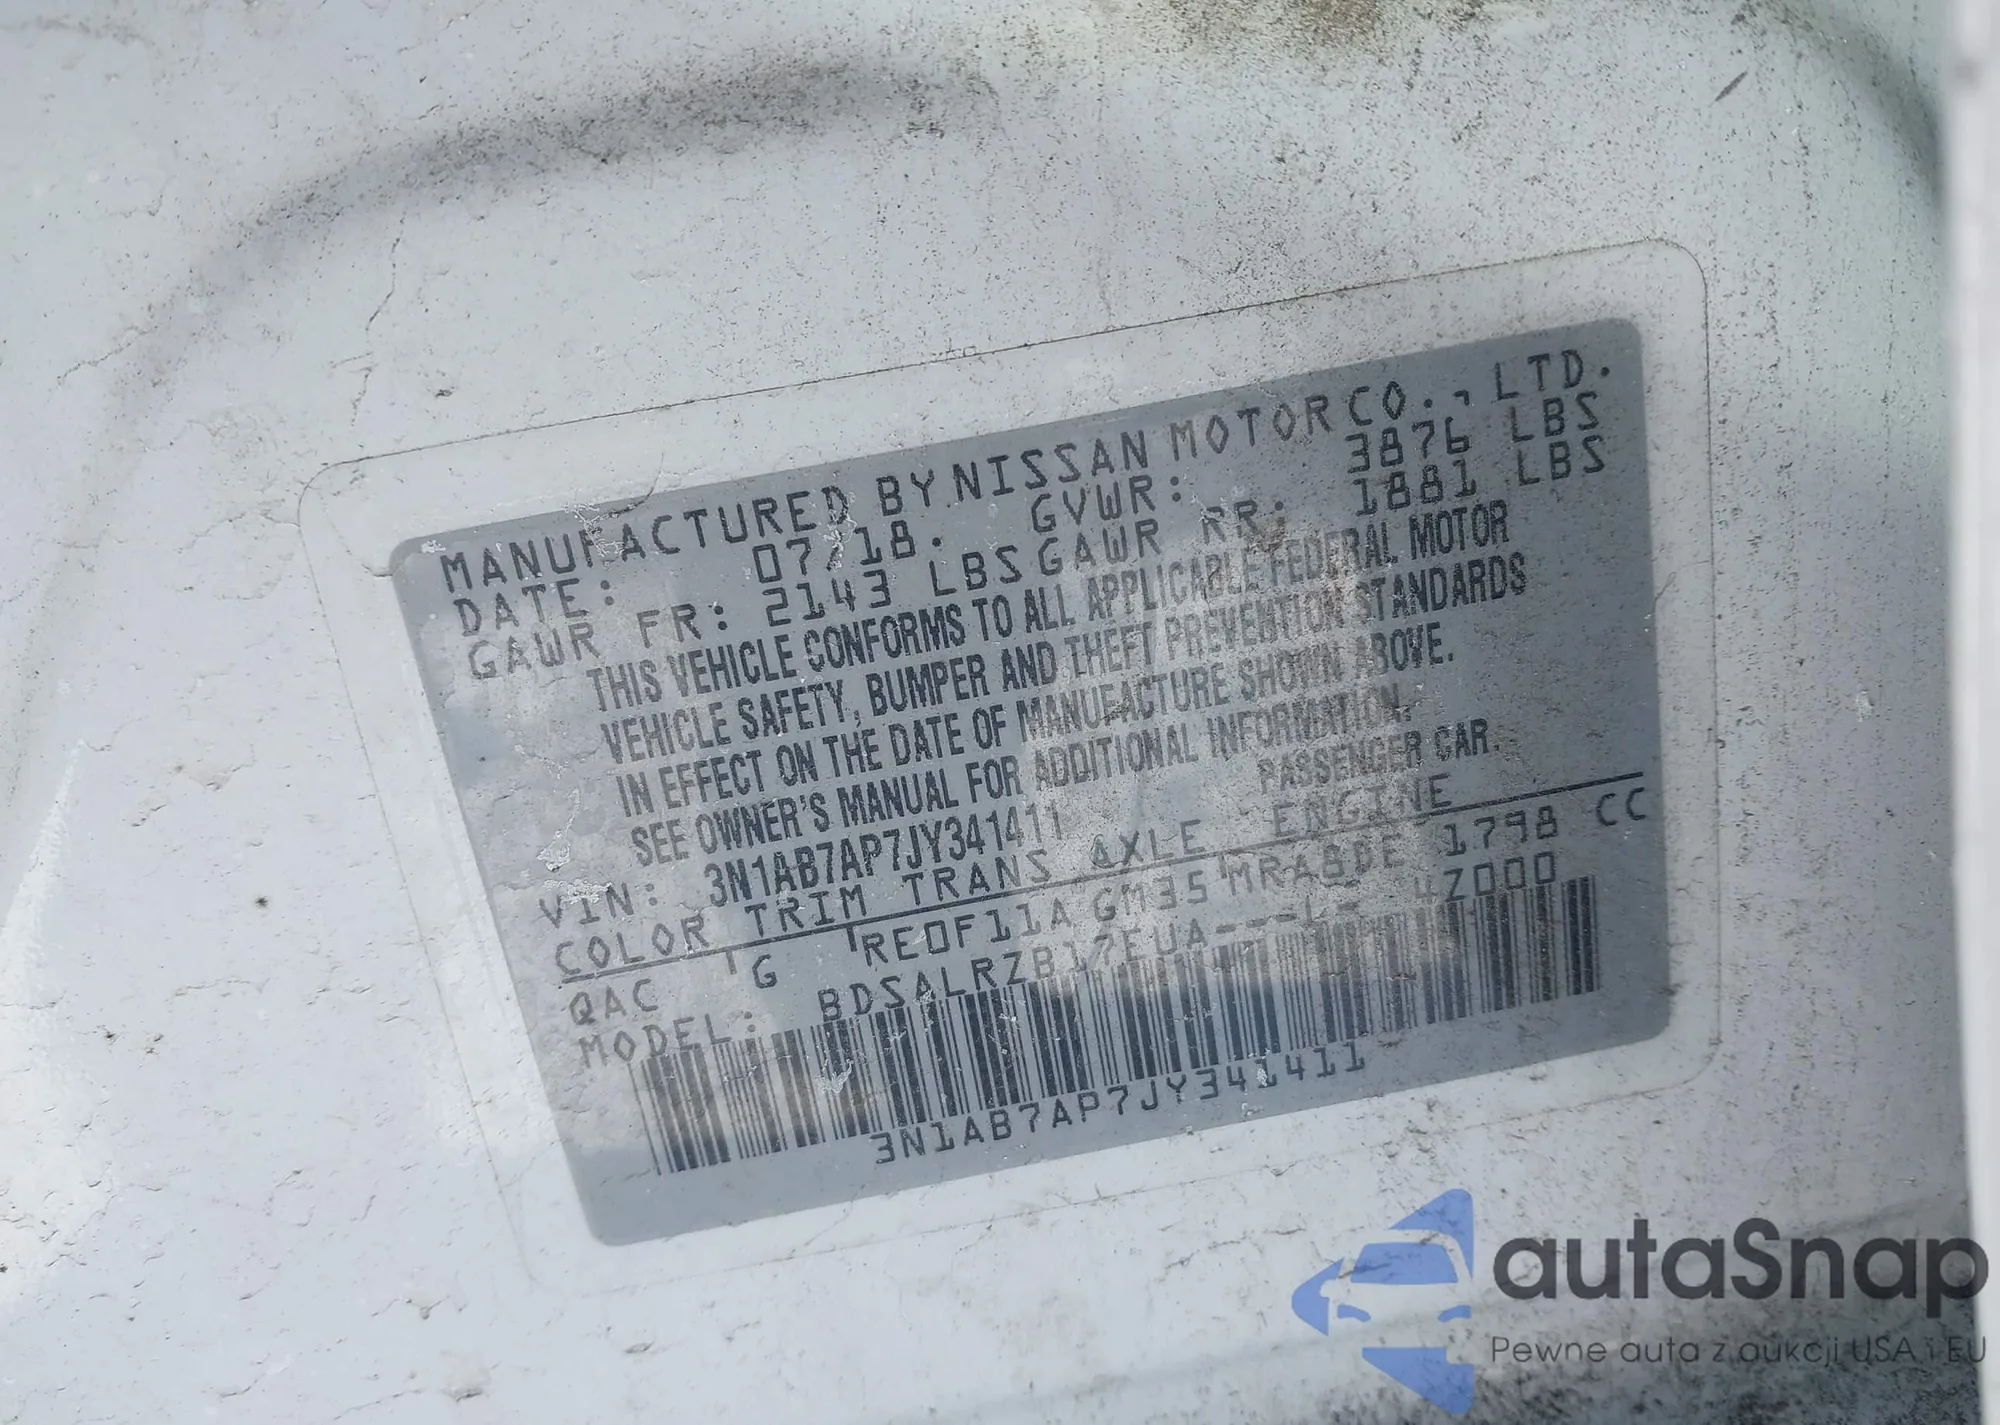 MANUFACTURED BY NISSAN MOTOR CO., LTD.
DATE: 07/18. GVWR: 3876 LBS
GAWR FR: 2143 LBS GAWR RR: 1881 LBS
THIS VEHICLE CONFORMS TO ALL APPLICABLE FEDERAL MOTOR
VEHICLE SAFETY, BUMPER AND THEFT PREVENTION STANDARDS
IN EFFECT ON THE DATE OF MANUFACTURE SHOWN ABOVE.
SEE OWNER'S MANUAL FOR ADDITIONAL INFORMATION.
VIN: 3N1AB7AP7JY341411 PASSENGER CAR.
COLOR TRIM TRANS AXLE ENGINE
QAC G RE0F11A GM35 MRA8DE 1798 CC
MODEL: BDSALRZB17EUA---L- 4Z000
3N1AB7AP7JY341411
autaSnap
Pewne auta z aukcji USA i EU